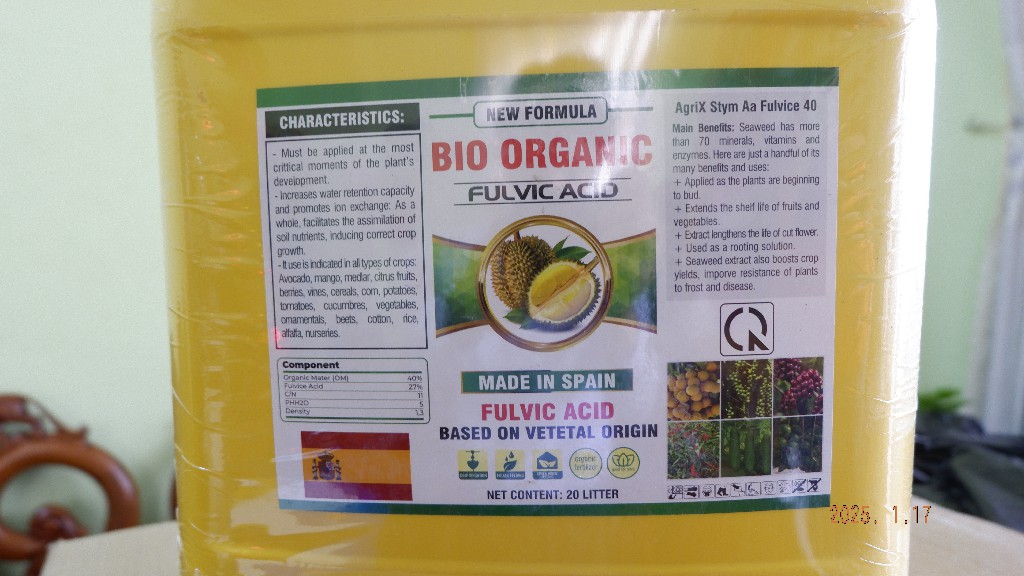 CHARACTERISTICS:
- Must be applied at the most
crittical moments of the plant's
development.
- Increases water retention capacity
and promotes ion exchange: As a
whole, facilitates the assimilation of
soil nutrients, inducing correct crop
growth.
- It use is indicated in all types of crops:
Avocado, mango, medlar, citrus fruits,
berries, vines, cereals, corn, potatoes,
tomatoes, cucumbres, vegetables,
ornamentals, beets, cotton, rice,
alfalfa, nurseries.
Component
Organic Mater (OM) 40%
Fulvice Acid 27%
C/N 11
PHH2O 5
Density 1,3
NEW FORMULA
BIO ORGANIC
FULVIC ACID
MADE IN SPAIN
FULVIC ACID
BASED ON VETETAL ORIGIN
organic
fertilizer
NET CONTENT: 20 LITTER
AgriX Stym Aa Fulvice 40
Main Benefits: Seaweed has more
than 70 minerals, vitamins and
enzymes. Here are just a handful of its
many benefits and uses:
+ Applied as the plants are beginning
to bud.
+ Extends the shelf life of fruits and
vegetables.
+ Extract lengthens the life of cut flower.
+ Used as a rooting solution.
+ Seaweed extract also boosts crop
yields, imporve resistance of plants
to frost and disease.
2025. 1.17